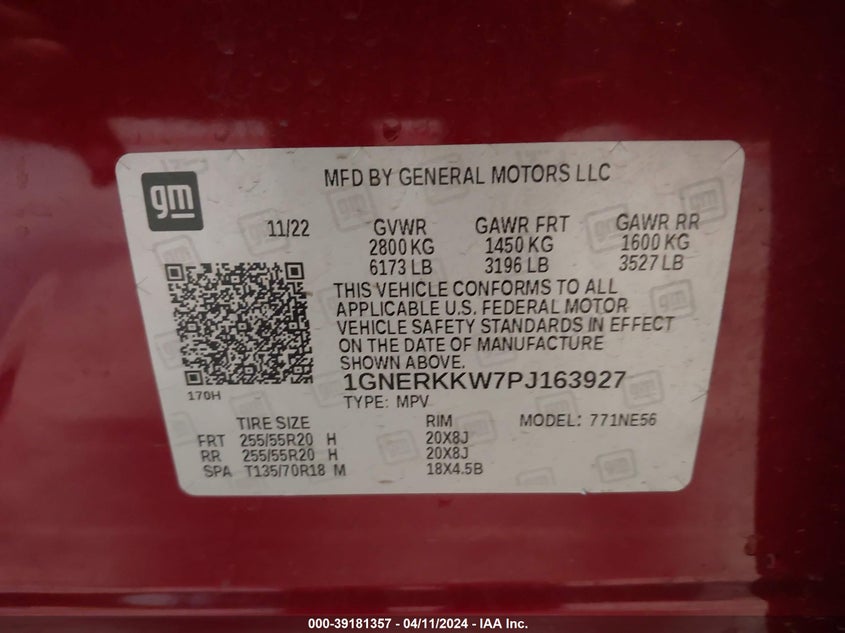 gm
MFD BY GENERAL MOTORS LLC
11/22 GVWR GAWR FRT GAWR RR
2800 KG 1450 KG 1600 KG
6173 LB 3196 LB 3527 LB
THIS VEHICLE CONFORMS TO ALL
APPLICABLE U.S. FEDERAL MOTOR
VEHICLE SAFETY STANDARDS IN EFFECT
ON THE DATE OF MANUFACTURE
SHOWN ABOVE.
1GNERKKW7PJ163927
170H
TYPE: MPV
TIRE SIZE RIM MODEL: 771NE56
FRT 255/55R20 H 20X8J
RR 255/55R20 H 20X8J
SPA T135/70R18 M 18X4.5B
000-39181357 - 04/11/2024 - IAA Inc.